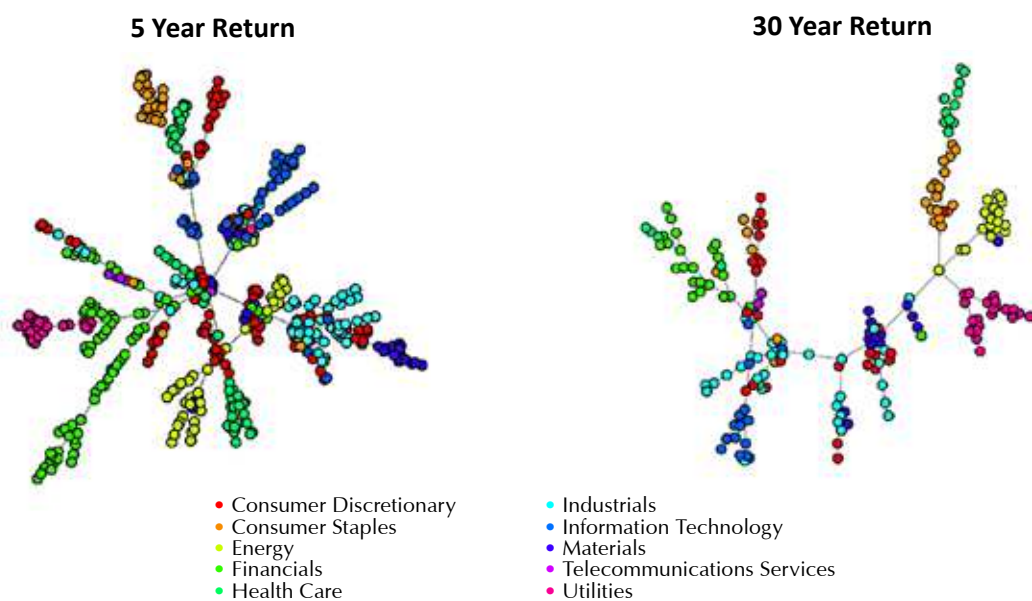 5 Year Return
30 Year Return
Consumer Discretionary
Consumer Staples
Energy
Financials
Health Care
Industrials
Information Technology
Materials
Telecommunications Services
Utilities